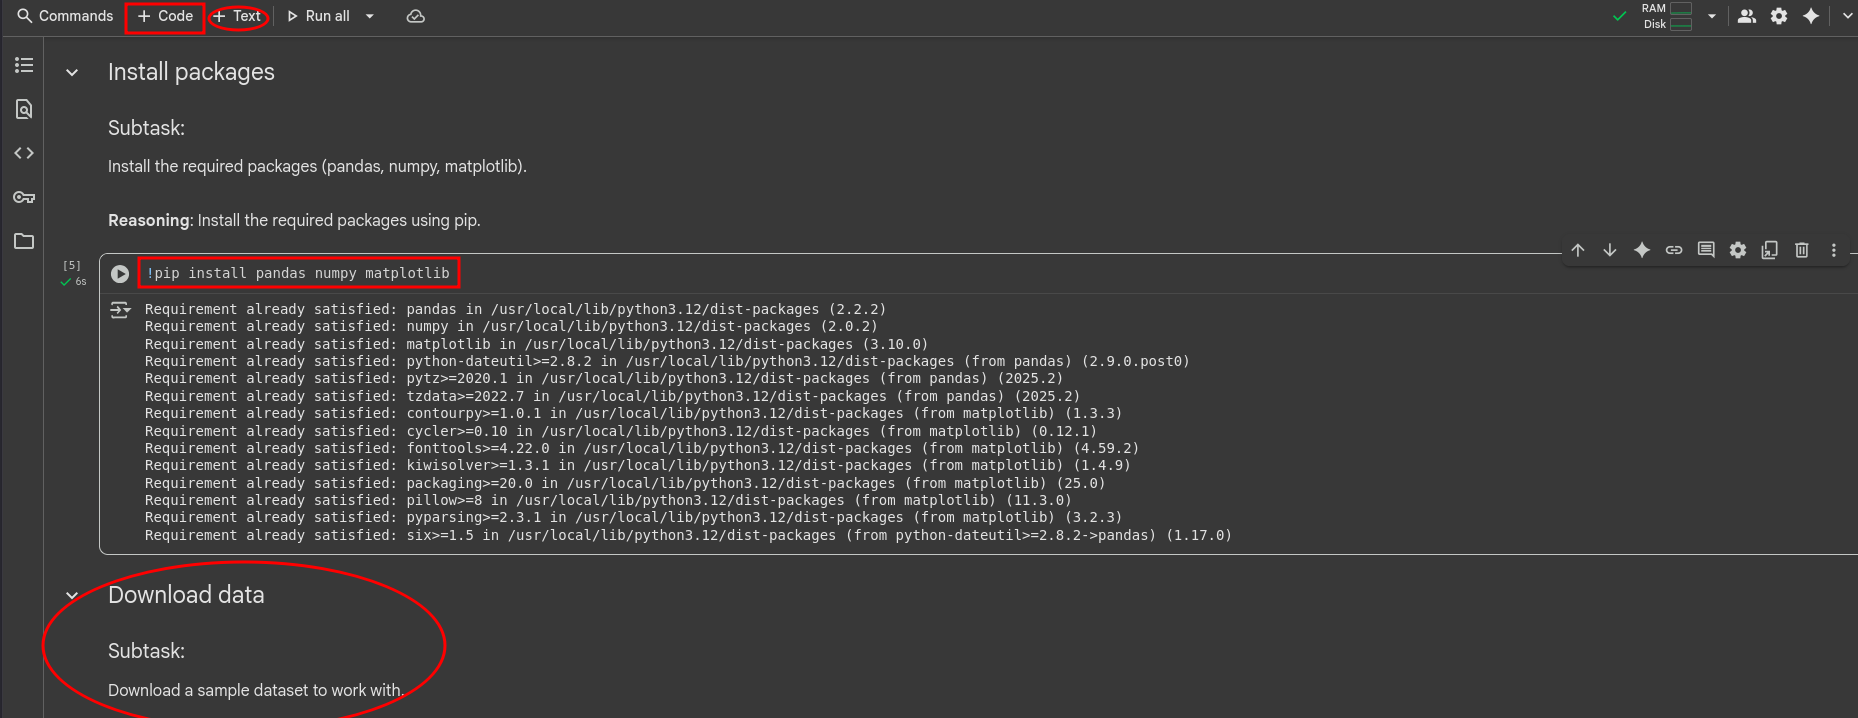 Commands + Code + Text Run all RAM
Disk
Install packages
Subtask:
Install the required packages (pandas, numpy, matplotlib).
Reasoning: Install the required packages using pip.
[5]
6s
!pip install pandas numpy matplotlib
Requirement already satisfied: pandas in /usr/local/lib/python3.12/dist-packages (2.2.2)
Requirement already satisfied: numpy in /usr/local/lib/python3.12/dist-packages (2.0.2)
Requirement already satisfied: matplotlib in /usr/local/lib/python3.12/dist-packages (3.10.0)
Requirement already satisfied: python-dateutil>=2.8.2 in /usr/local/lib/python3.12/dist-packages (from pandas) (2.9.0.post0)
Requirement already satisfied: pytz>=2020.1 in /usr/local/lib/python3.12/dist-packages (from pandas) (2025.2)
Requirement already satisfied: tzdata>=2022.7 in /usr/local/lib/python3.12/dist-packages (from pandas) (2025.2)
Requirement already satisfied: contourpy>=1.0.1 in /usr/local/lib/python3.12/dist-packages (from matplotlib) (1.3.3)
Requirement already satisfied: cycler>=0.10 in /usr/local/lib/python3.12/dist-packages (from matplotlib) (0.12.1)
Requirement already satisfied: fonttools>=4.22.0 in /usr/local/lib/python3.12/dist-packages (from matplotlib) (4.59.2)
Requirement already satisfied: kiwisolver>=1.3.1 in /usr/local/lib/python3.12/dist-packages (from matplotlib) (1.4.9)
Requirement already satisfied: packaging>=20.0 in /usr/local/lib/python3.12/dist-packages (from matplotlib) (25.0)
Requirement already satisfied: pillow>=8 in /usr/local/lib/python3.12/dist-packages (from matplotlib) (11.3.0)
Requirement already satisfied: pyparsing>=2.3.1 in /usr/local/lib/python3.12/dist-packages (from matplotlib) (3.2.3)
Requirement already satisfied: six>=1.5 in /usr/local/lib/python3.12/dist-packages (from python-dateutil>=2.8.2->pandas) (1.17.0)
Download data
Subtask:
Download a sample dataset to work with.